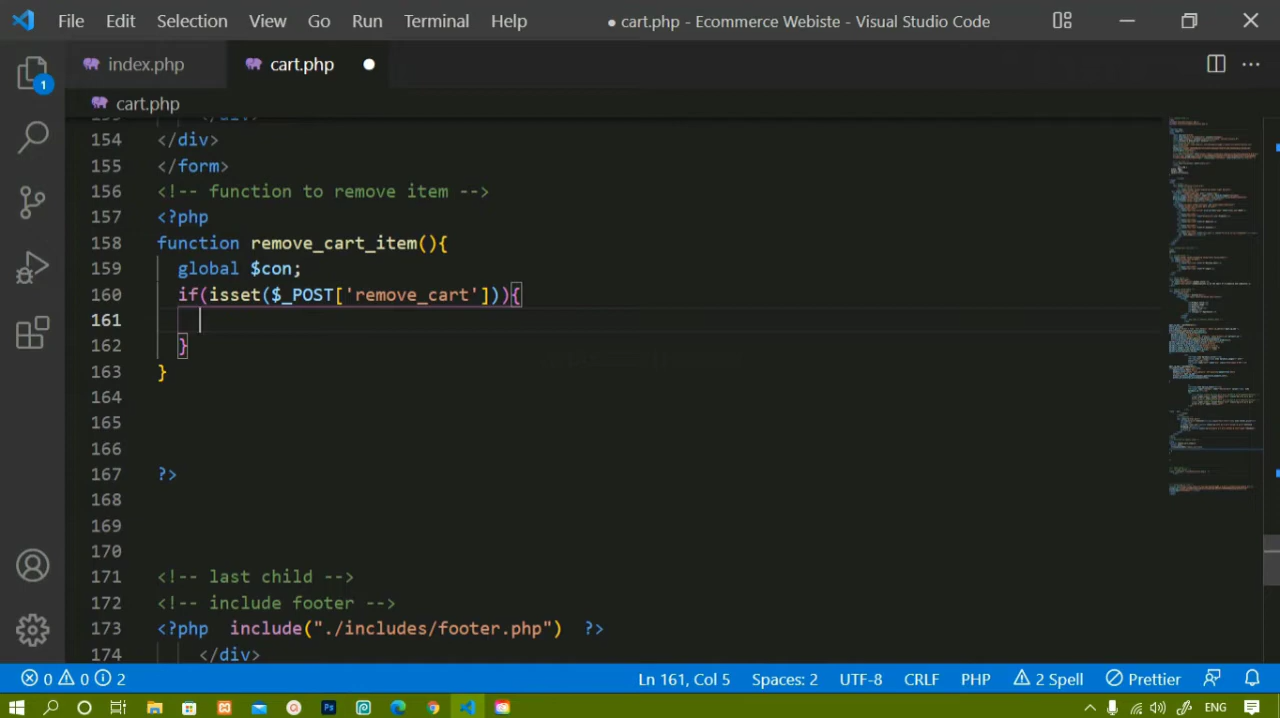 File Edit Selection View Go Run Terminal Help
● cart.php - Ecommerce Webiste - Visual Studio Code
index.php
cart.php
1
cart.php
154 </div>
155 </form>
156 <!-- function to remove item -->
157 <?php
158 function remove_cart_item(){
159 global $con;
160 if(isset($_POST['remove_cart'])){
161
162 }
163 }
164
165
166
167 ?>
168
169
170
171 <!-- last child -->
172 <!-- include footer -->
173 <?php include("./includes/footer.php") ?>
174 </div>
0 0 2 Ln 161, Col 5 Spaces: 2 UTF-8 CRLF PHP 2 Spell Prettier
ENG